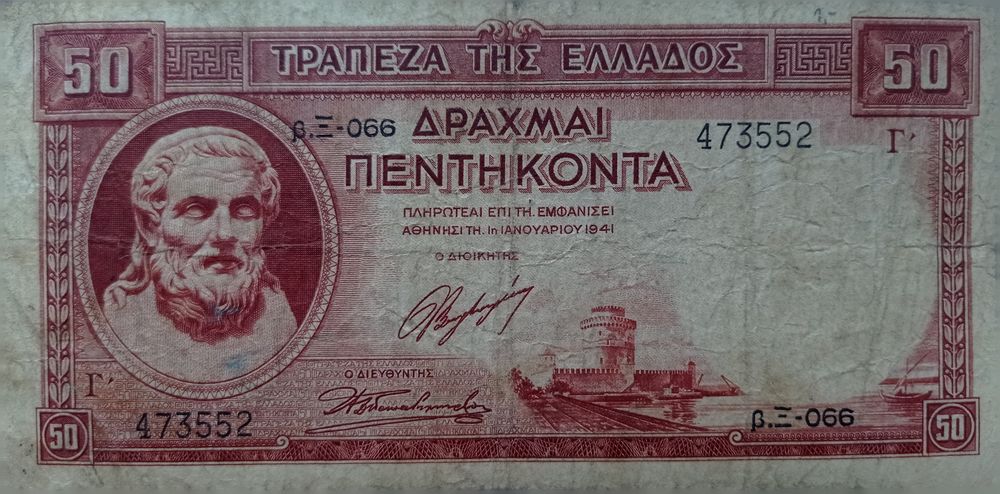 50 ΤΡΑΠΕΖΑ ΤΗΣ ΕΛΛΑΔΟΣ 50
β.Ξ-066 ΔΡΑΧΜΑΙ 473552 Γ΄
ΠΕΝΤΗΚΟΝΤΑ
ΠΛΗΡΩΤΕΑΙ ΕΠΙ ΤΗ. ΕΜΦΑΝΙΣΕΙ
ΑΘΗΝΗΣΙ ΤΗ. 1η ΙΑΝΟΥΑΡΙΟΥ 1941
Ο ΔΙΟΙΚΗΤΗΣ
Ο ΔΙΕΥΘΥΝΤΗΣ
Γ΄
473552 β.Ξ-066
50 50